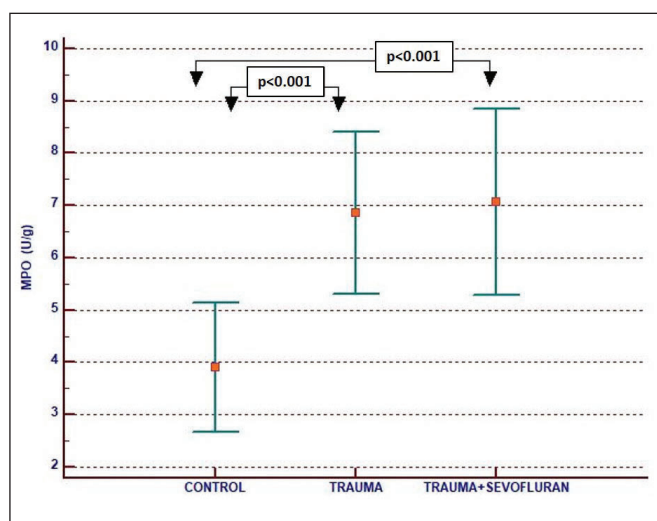 10
p<0.001
9
p<0.001
8
7
6
5
4
3
2
MPO (U/g)
CONTROL TRAUMA TRAUMA+SEVOFLURAN